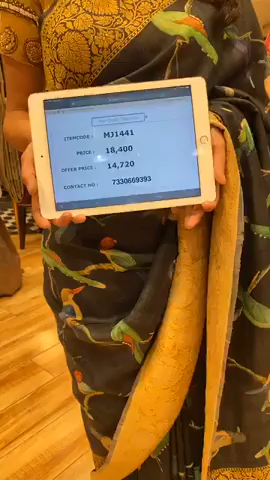 ITEMCODE : MJ1441
PRICE : 18,400
OFFER PRICE : 14,720
CONTACT NO : 7330669393